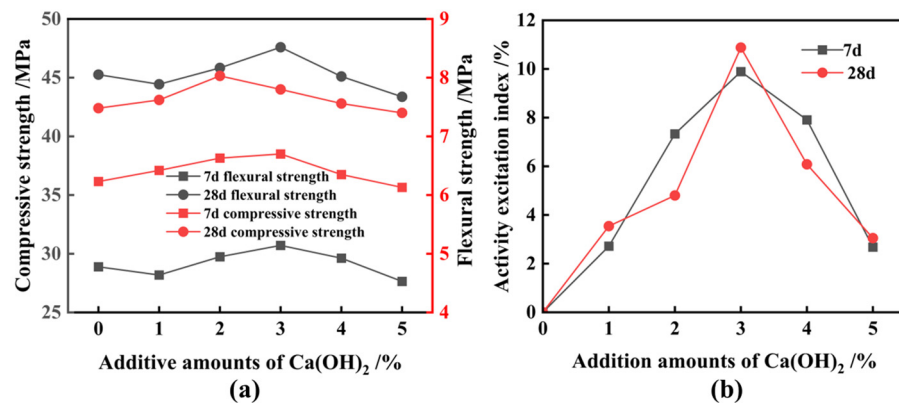 (a)
50
45
40
35
30
25
Compressive strength /MPa
7d flexural strength
28d flexural strength
7d compressive strength
28d compressive strength
9
8
7
6
5
4
Flexural strength /MPa
0 1 2 3 4 5
Additive amounts of Ca(OH)₂ /%
(a)
(b)
12
10
8
6
4
2
0
Activity excitation index /%
7d
28d
0 1 2 3 4 5
Addition amounts of Ca(OH)₂ /%
(b)